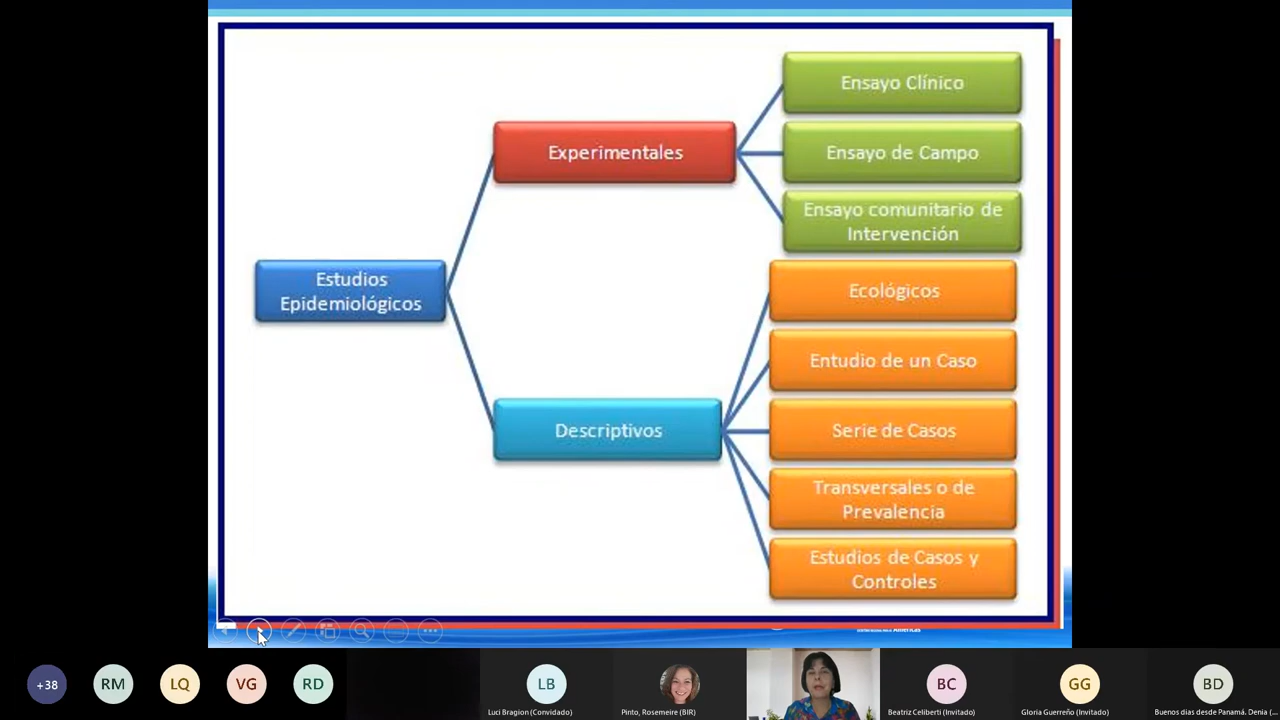 Ensayo Clínico
Experimentales
Ensayo de Campo
Ensayo comunitario de
Intervención
Estudios
Epidemiológicos
Ecológicos
Entudio de un Caso
Descriptivos
Serie de Casos
Transversales o de
Prevalencia
Estudios de Casos y
Controles
+38
RM
LQ
VG
RD
LB
BC
GG
BD
Luci Bragion (Convidado)
Pinto, Rosemeire (BIR)
Beatriz Celiberti (Invitado)
Gloria Guerreño (Invitado)
Buenos dias desde Panamá. Denia (...